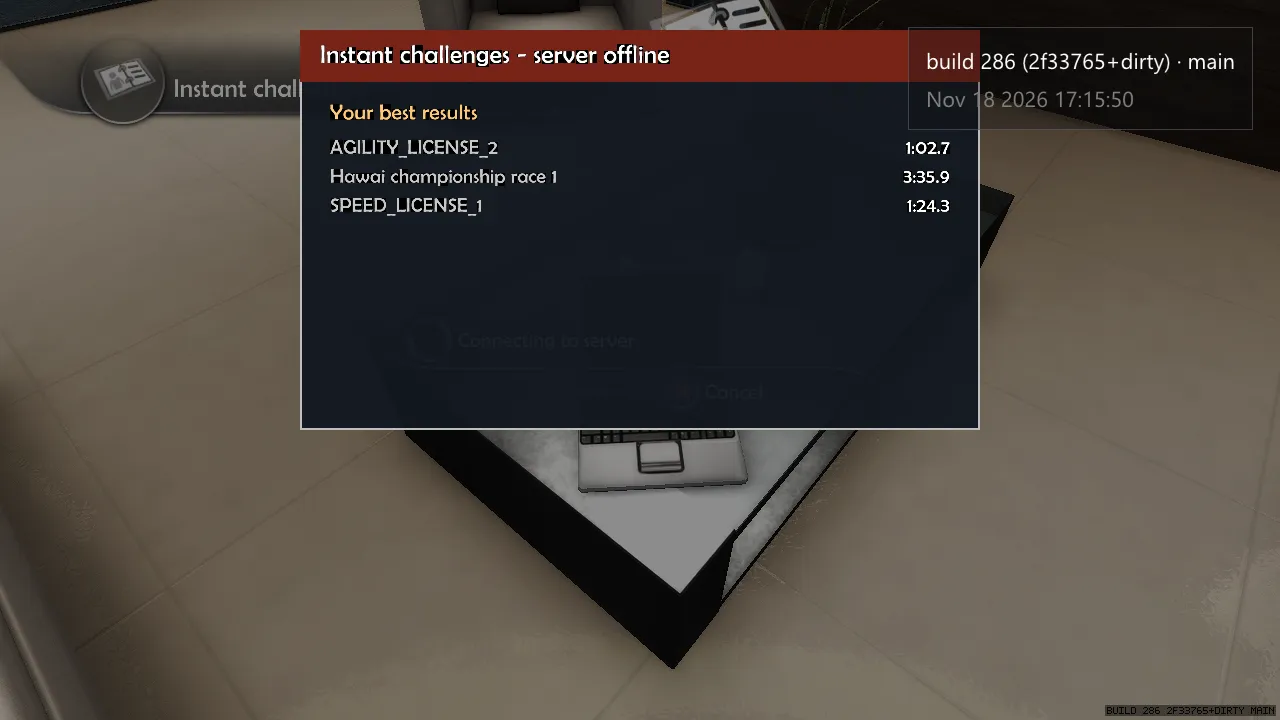 Instant challenges - server offline
build 286 (2f33765+dirty) · main
Instant chall
Nov 18 2026 17:15:50
Your best results
AGILITY_LICENSE_2 1:02.7
Hawai championship race 1 3:35.9
SPEED_LICENSE_1 1:24.3
Connecting to server
Cancel
BUILD 286 2F33765+DIRTY MAIN